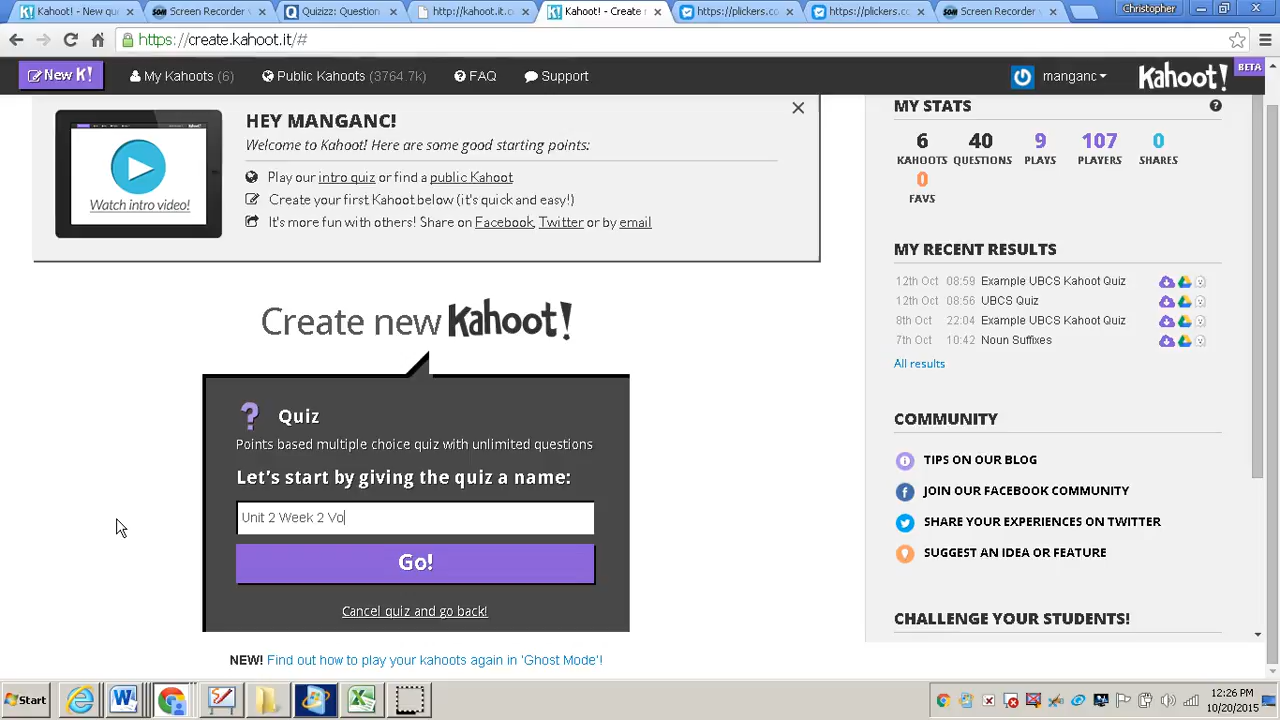 Kahoot! - New qu
Screen Recorder
Quizizz: Question
http://kahoot.it.c
Kahoot! - Create
https://plickers.c
https://plickers.cc
Screen Recorder
Christopher
https://create.kahoot.it/#
New K!
My Kahoots (6)
Public Kahoots (3764.7k)
FAQ
Support
manganc
Kahoot!
BETA
HEY MANGANC!
Welcome to Kahoot! Here are some good starting points:
Play our intro quiz or find a public Kahoot
Create your first Kahoot below (it's quick and easy!)
It's more fun with others! Share on Facebook, Twitter or by email
Watch intro video!
Create new Kahoot!
? Quiz
Points based multiple choice quiz with unlimited questions
Let's start by giving the quiz a name:
Unit 2 Week 2 Vo
Go!
Cancel quiz and go back!
NEW! Find out how to play your kahoots again in 'Ghost Mode'!
MY STATS
6 40 9 107 0
KAHOOTS QUESTIONS PLAYS PLAYERS SHARES
0
FAVS
MY RECENT RESULTS
12th Oct 08:59 Example UBCS Kahoot Quiz
12th Oct 08:56 UBCS Quiz
8th Oct 22:04 Example UBCS Kahoot Quiz
7th Oct 10:42 Noun Suffixes
All results
COMMUNITY
TIPS ON OUR BLOG
JOIN OUR FACEBOOK COMMUNITY
SHARE YOUR EXPERIENCES ON TWITTER
SUGGEST AN IDEA OR FEATURE
CHALLENGE YOUR STUDENTS!
Start
12:26 PM
10/20/2015